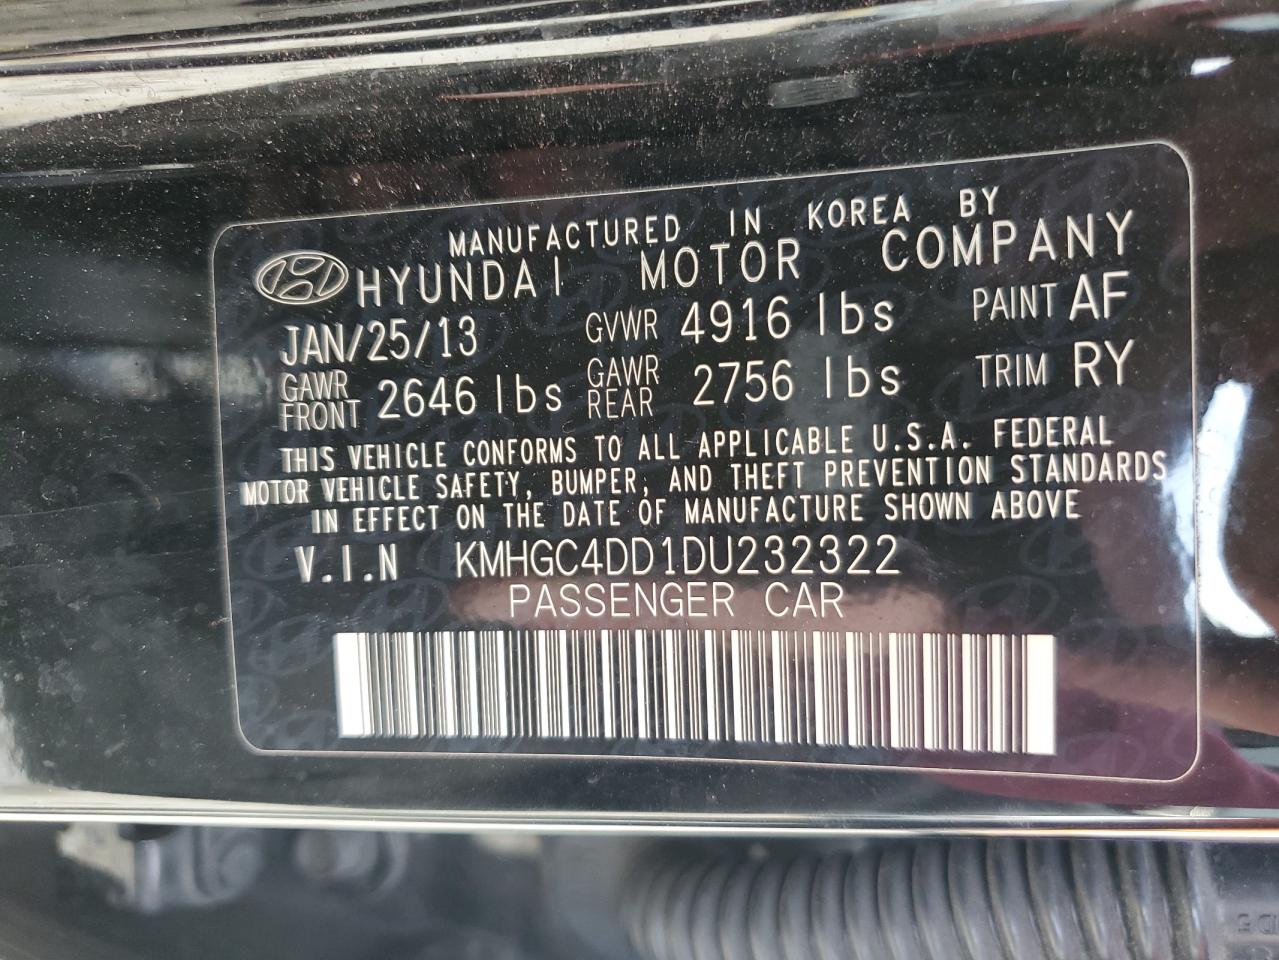 MANUFACTURED IN KOREA BY
HYUNDAI MOTOR COMPANY
JAN/25/13 GVWR 4916 lbs PAINT AF
GAWR FRONT 2646 lbs GAWR REAR 2756 lbs TRIM RY
THIS VEHICLE CONFORMS TO ALL APPLICABLE U.S.A. FEDERAL
MOTOR VEHICLE SAFETY, BUMPER, AND THEFT PREVENTION STANDARDS
IN EFFECT ON THE DATE OF MANUFACTURE SHOWN ABOVE
V.I.N KMHGC4DD1DU232322
PASSENGER CAR